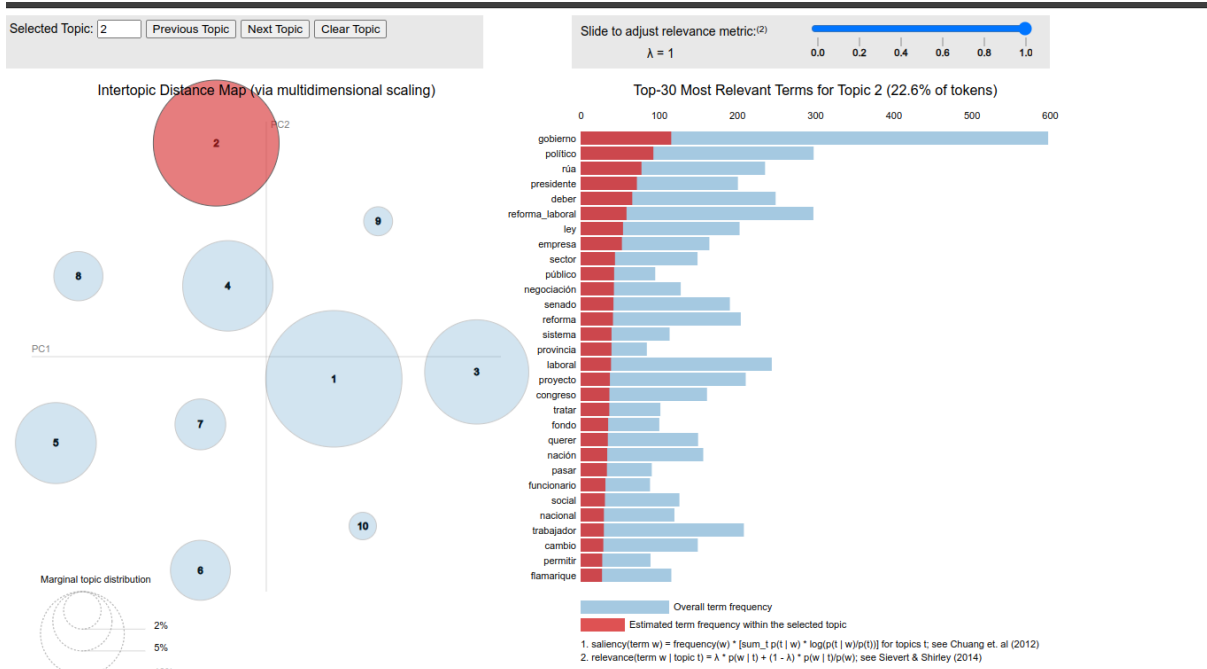 Selected Topic: 2 Previous Topic Next Topic Clear Topic
Slide to adjust relevance metric:(2)
λ = 1
0.0 0.2 0.4 0.6 0.8 1.0
Intertopic Distance Map (via multidimensional scaling)
PC2
PC1
2
9
8
4
1
3
7
5
10
6
Marginal topic distribution
2%
5%
Top-30 Most Relevant Terms for Topic 2 (22.6% of tokens)
0 100 200 300 400 500 600
gobierno
político
rúa
presidente
deber
reforma_laboral
ley
empresa
sector
público
negociación
senado
reforma
sistema
provincia
laboral
proyecto
congreso
tratar
fondo
querer
nación
pasar
funcionario
social
nacional
trabajador
cambio
permitir
flamarique
Overall term frequency
Estimated term frequency within the selected topic
1. saliency(term w) = frequency(w) * [sum_t p(t | w) * log(p(t | w)/p(t))] for topics t; see Chuang et. al (2012)
2. relevance(term w | topic t) = λ * p(w | t) + (1 - λ) * p(w | t)/p(w); see Sievert & Shirley (2014)